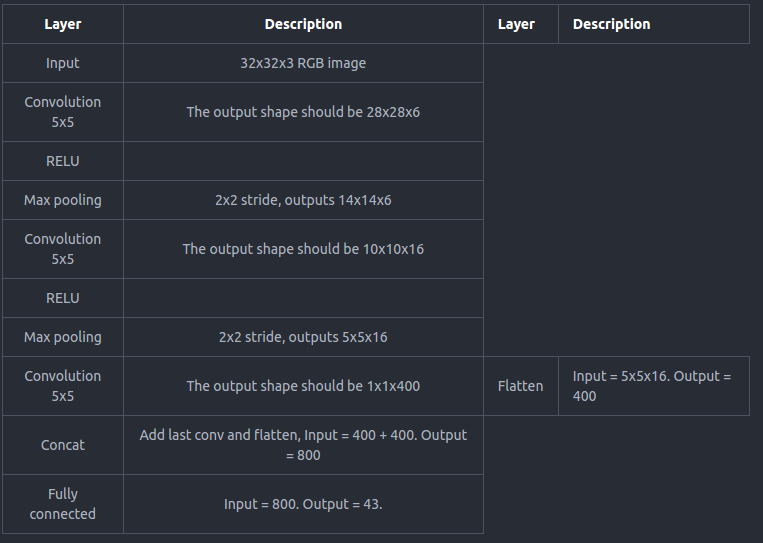 Layer Description Layer Description
Input 32x32x3 RGB image
Convolution
5x5
The output shape should be 28x28x6
RELU
Max pooling 2x2 stride, outputs 14x14x6
Convolution
5x5
The output shape should be 10x10x16
RELU
Max pooling 2x2 stride, outputs 5x5x16
Convolution
5x5
The output shape should be 1x1x400
Flatten
Input = 5x5x16. Output =
400
Concat
Add last conv and flatten, Input = 400 + 400. Output
= 800
Fully
connected
Input = 800. Output = 43.